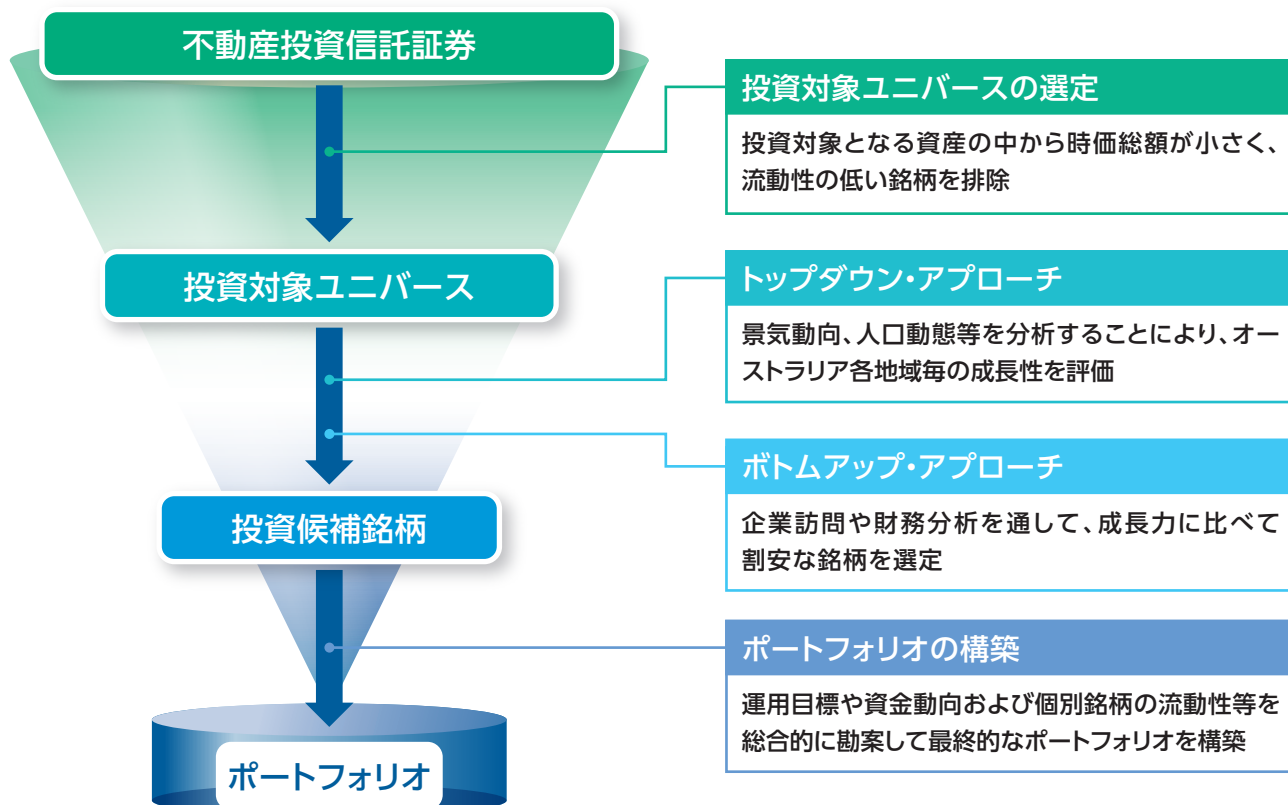 不動産投資信託証券
投資対象ユニバースの選定
投資対象となる資産の中から時価総額が小さく、
流動性の低い銘柄を排除
投資対象ユニバース
トップダウン・アプローチ
景気動向、人口動態等を分析することにより、オー
ストラリア各地域毎の成長性を評価
ボトムアップ・アプローチ
企業訪問や財務分析を通して、成長力に比べて
割安な銘柄を選定
投資候補銘柄
ポートフォリオの構築
運用目標や資金動向および個別銘柄の流動性等を
総合的に勘案して最終的なポートフォリオを構築
ポートフォリオ